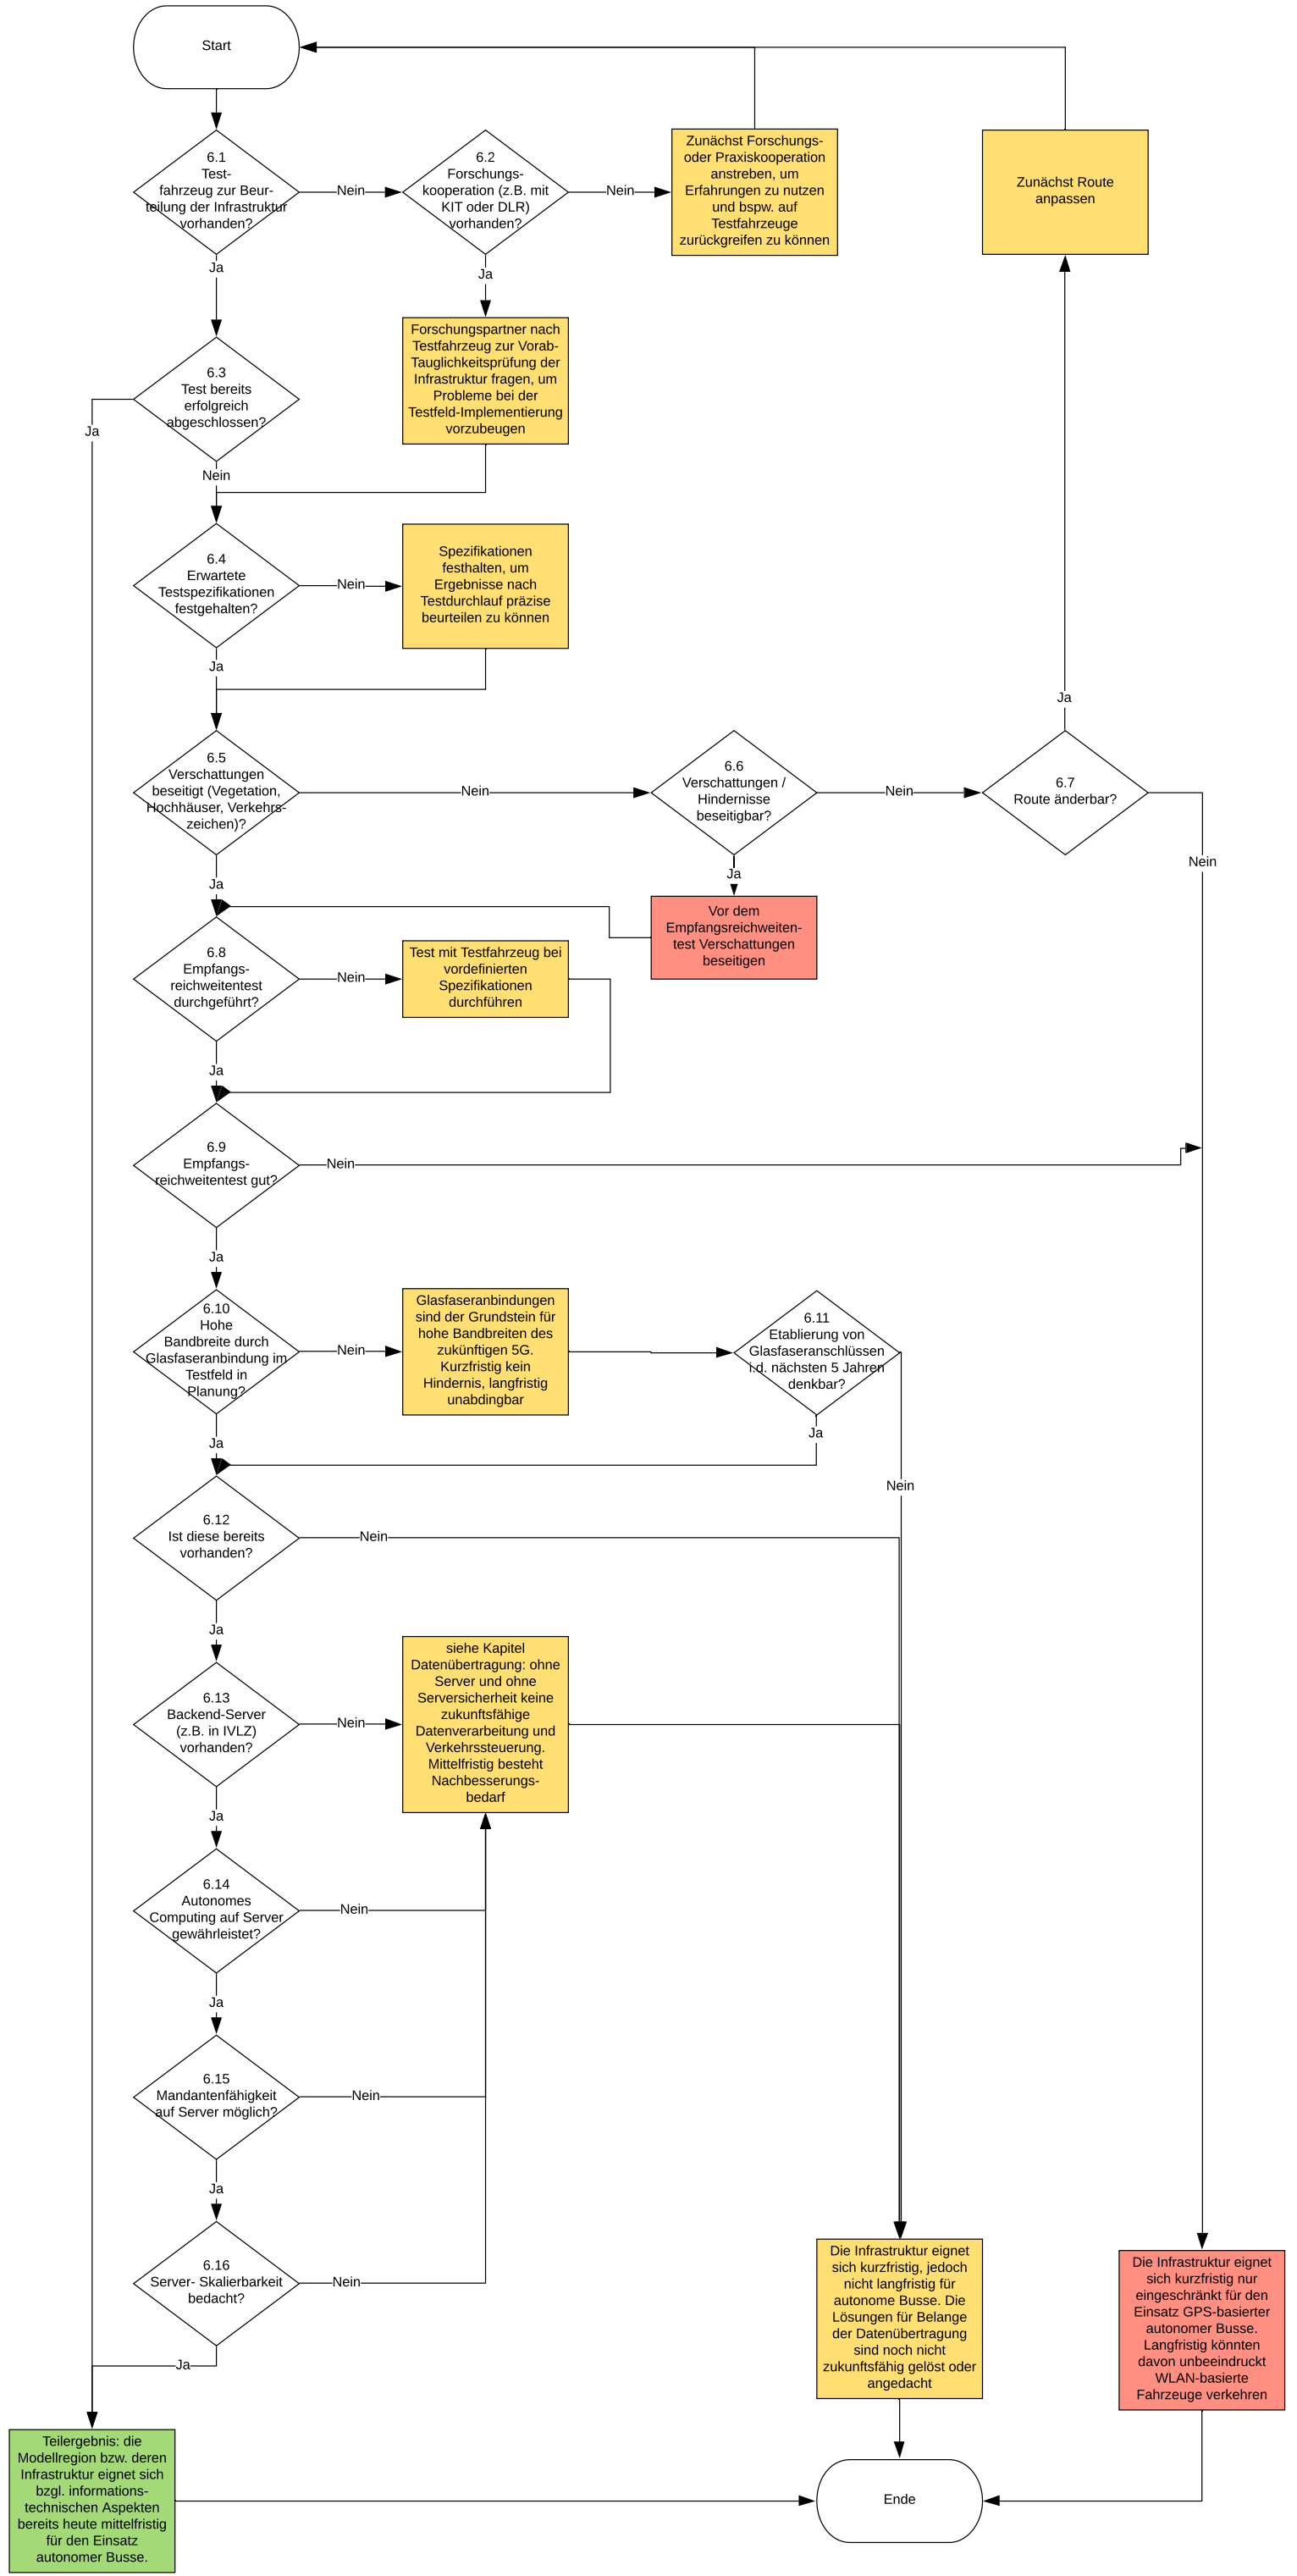 Start
6.1
Test-
fahrzeug zur Beur-
teilung der Infrastruktur
vorhanden?
Nein
6.2
Forschungs-
kooperation (z.B. mit
KIT oder DLR)
vorhanden?
Nein
Zunächst Forschungs-
oder Praxiskooperation
anstreben, um
Erfahrungen zu nutzen
und bspw. auf
Testfahrzeuge
zurückgreifen zu können
Zunächst Route
anpassen
Ja
Ja
Forschungspartner nach
Testfahrzeug zur Vorab-
Tauglichkeitsprüfung der
Infrastruktur fragen, um
Probleme bei der
Testfeld-Implementierung
vorzubeugen
6.3
Test bereits
erfolgreich
abgeschlossen?
Ja
Nein
6.4
Erwartete
Testspezifikationen
festgehalten?
Nein
Spezifikationen
festhalten, um
Ergebnisse nach
Testdurchlauf präzise
beurteilen zu können
Ja
Ja
6.5
Verschattungen
beseitigt (Vegetation,
Hochhäuser, Verkehrs-
zeichen)?
Nein
6.6
Verschattungen /
Hindernisse
beseitigbar?
Nein
6.7
Route änderbar?
Nein
Ja
Ja
Vor dem
Empfangsreichweiten-
test Verschattungen
beseitigen
6.8
Empfangs-
reichweitentest
durchgeführt?
Nein
Test mit Testfahrzeug bei
vordefinierten
Spezifikationen
durchführen
Ja
6.9
Empfangs-
reichweitentest gut?
Nein
Ja
6.10
Hohe
Bandbreite durch
Glasfaseranbindung im
Testfeld in
Planung?
Nein
Glasfaseranbindungen
sind der Grundstein für
hohe Bandbreiten des
zukünftigen 5G.
Kurzfristig kein
Hindernis, langfristig
unabdingbar
6.11
Etablierung von
Glasfaseranschlüssen
i.d. nächsten 5 Jahren
denkbar?
Ja
Ja
Nein
6.12
Ist diese bereits
vorhanden?
Nein
Ja
6.13
Backend-Server
(z.B. in IVLZ)
vorhanden?
Nein
siehe Kapitel
Datenübertragung: ohne
Server und ohne
Serversicherheit keine
zukunftsfähige
Datenverarbeitung und
Verkehrssteuerung.
Mittelfristig besteht
Nachbesserungs-
bedarf
Ja
6.14
Autonomes
Computing auf Server
gewährleistet?
Nein
Ja
6.15
Mandantenfähigkeit
auf Server möglich?
Nein
Ja
6.16
Server- Skalierbarkeit
bedacht?
Nein
Ja
Die Infrastruktur eignet
sich kurzfristig, jedoch
nicht langfristig für
autonome Busse. Die
Lösungen für Belange
der Datenübertragung
sind noch nicht
zukunftsfähig gelöst oder
angedacht
Die Infrastruktur eignet
sich kurzfristig nur
eingeschränkt für den
Einsatz GPS-basierter
autonomer Busse.
Langfristig könnten
davon unbeeindruckt
WLAN-basierte
Fahrzeuge verkehren
Teilergebnis: die
Modellregion bzw. deren
Infrastruktur eignet sich
bzgl. informations-
technischen Aspekten
bereits heute mittelfristig
für den Einsatz
autonomer Busse.
Ende